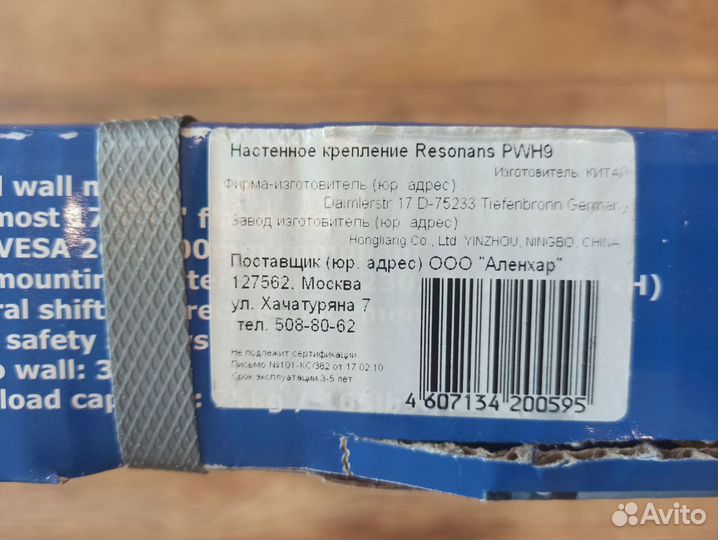 Настенное крепление Resonans PWH9
Изготовитель: КИТАЙ
Фирма-изготовитель (юр. адрес)
Daimlerstr 17 D-75233 Tiefenbronn Germany
Завод изготовитель (юр. адрес)
Hongliang Co., Ltd. YINZHOU, NINGBO, CHINA
Поставщик (юр. адрес) ООО "Аленхар"
127562, Москва
ул. Хачатуряна 7
тел. 508-80-62
Не подлежит сертификации
Письмо №101-КС/382 от 17.02.10
Срок эксплуатации 3-5 лет
4 607134 200595
wall m
most
VESA 2
mounting
ral shift
safety
o wall: 3
load cap
Avito